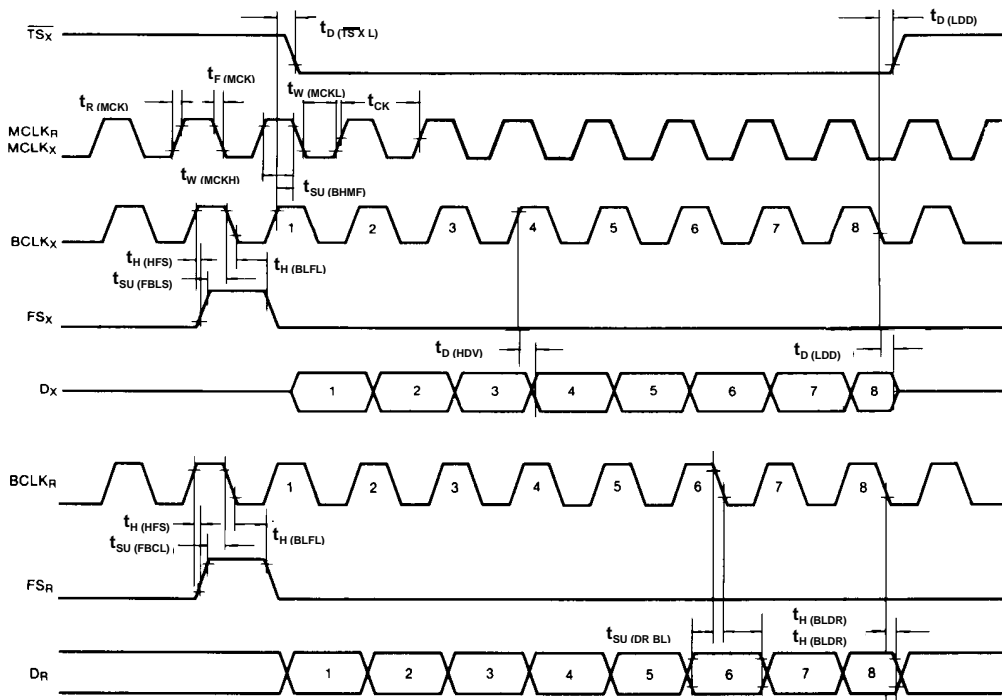 TSX
tD (TSX L)
tD (LDD)
tR (MCK)
tF (MCK)
tW (MCKL)
tCK
MCLKR
MCLKX
tW (MCKH)
tSU (BHMF)
BCLKX
1 2 3 4 5 6 7 8
tH (HFS)
tH (BLFL)
tSU (FBLS)
FSX
tD (HDV)
tD (LDD)
DX
1 2 3 4 5 6 7 8
BCLKR
1 2 3 4 5 6 7 8
tH (HFS)
tH (BLFL)
tSU (FBCL)
FSR
tH (BLDR)
tSU (DR BL)
tH (BLDR)
DR
1 2 3 4 5 6 7 8